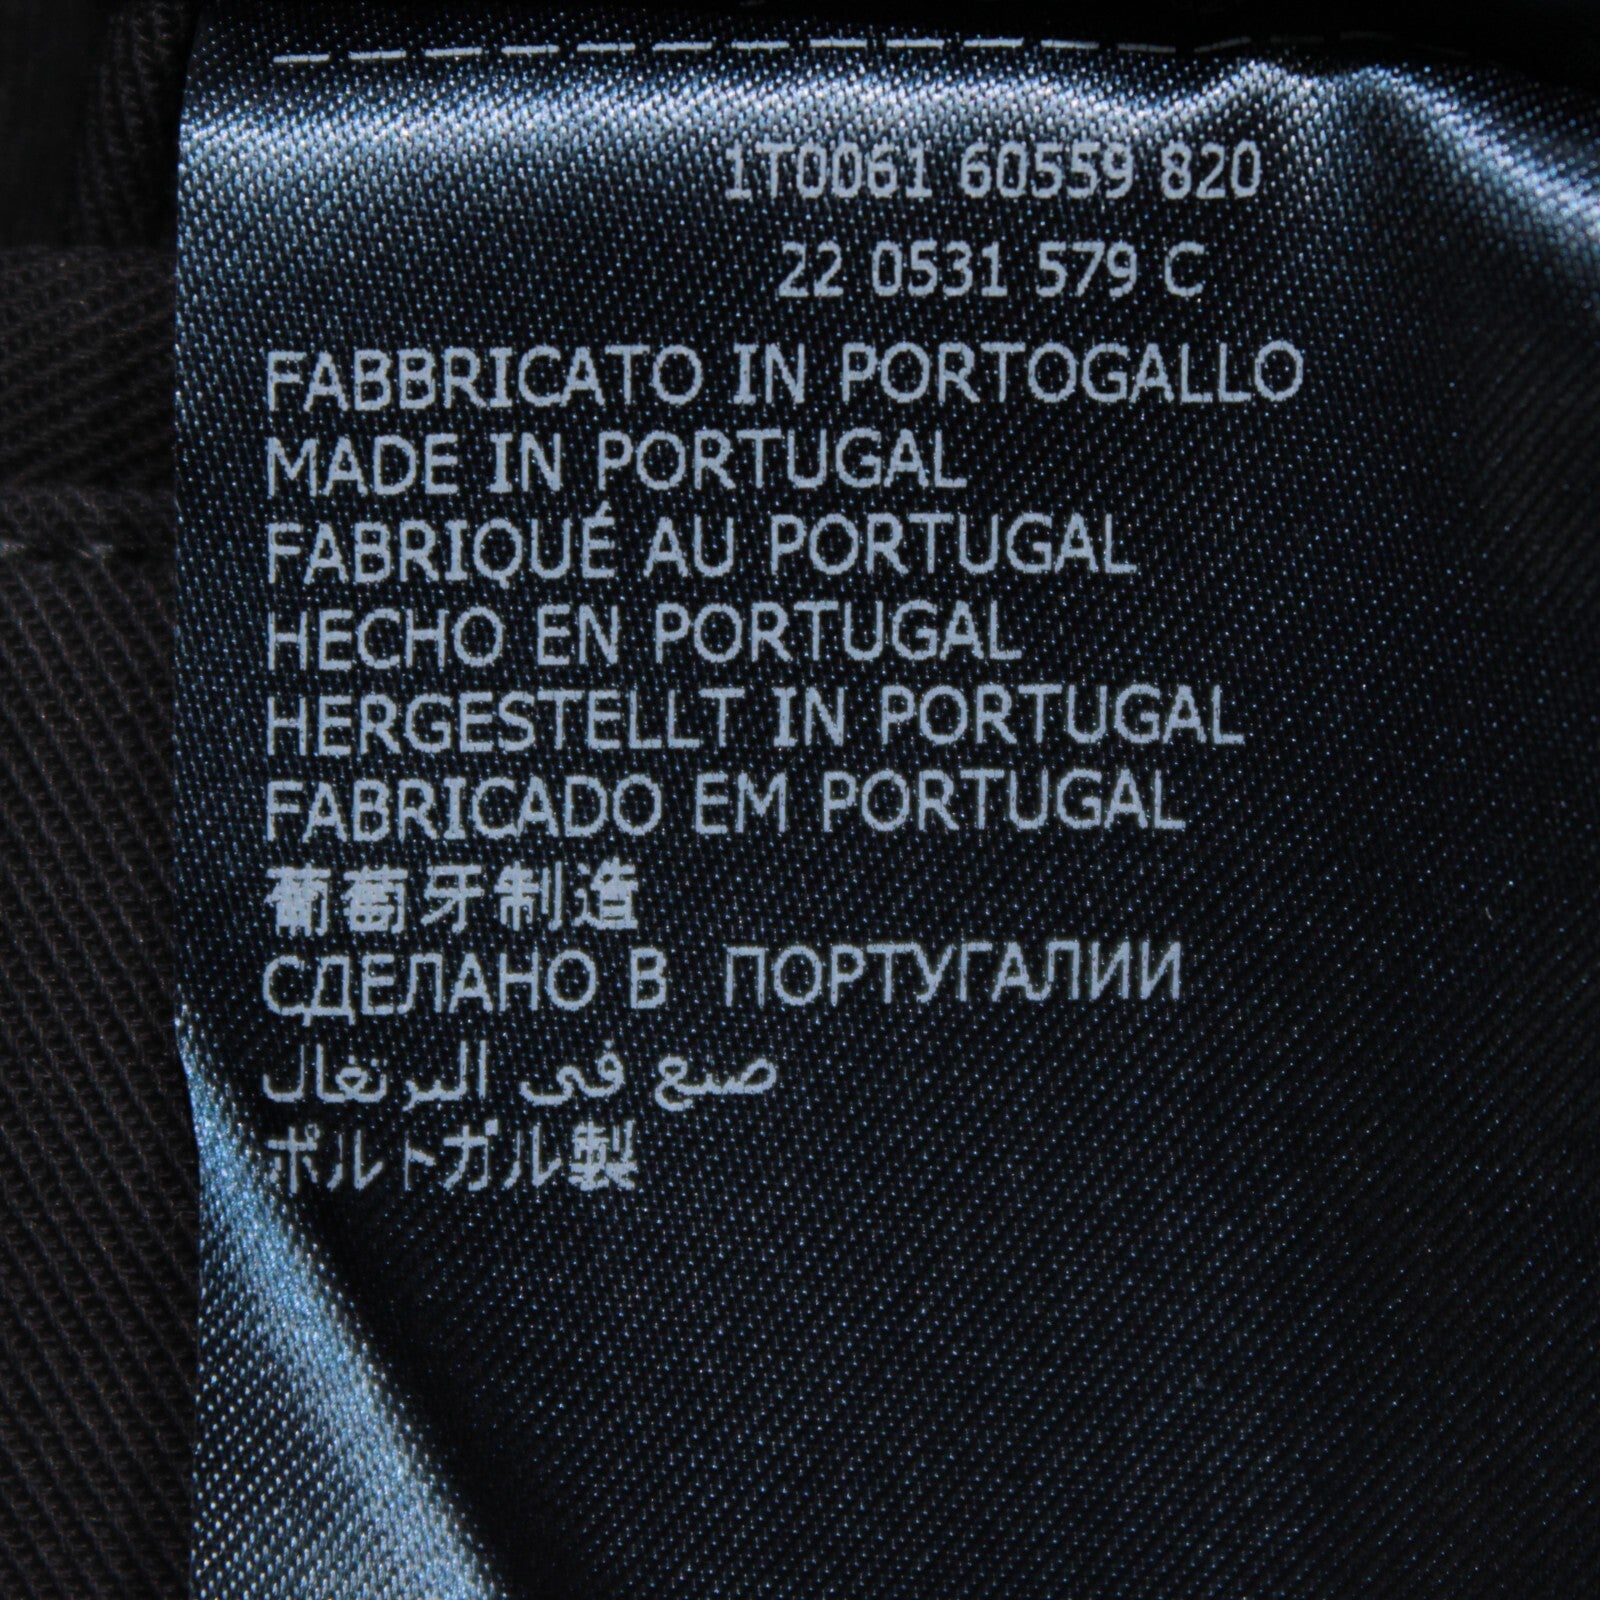 1T0061 60559 820
22 0531 579 C
FABBRICATO IN PORTOGALLO
MADE IN PORTUGAL
FABRIQUÉ AU PORTUGAL
HECHO EN PORTUGAL
HERGESTELLT IN PORTUGAL
FABRICADO EM PORTUGAL
葡萄牙制造
СДЕЛАНО В ПОРТУГАЛИИ
صنع في البرتغال
ポルトガル製